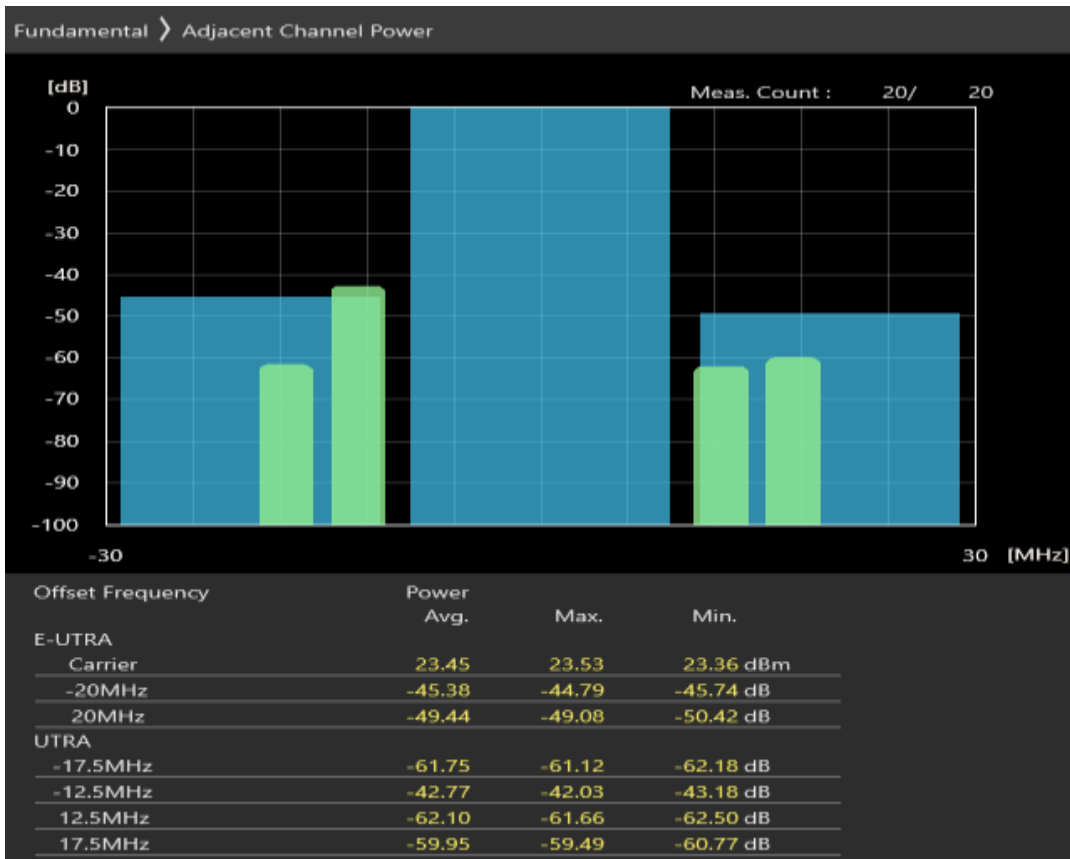 Fundamental 〉 Adjacent Channel Power
[dB]
Meas. Count : 20/ 20
0
-10
-20
-30
-40
-50
-60
-70
-80
-90
-100
-30 30 [MHz]
Offset Frequency Power
Avg. Max. Min.
E-UTRA
Carrier 23.45 23.53 23.36 dBm
-20MHz -45.38 -44.79 -45.74 dB
20MHz -49.44 -49.08 -50.42 dB
UTRA
-17.5MHz -61.75 -61.12 -62.18 dB
-12.5MHz -42.77 -42.03 -43.18 dB
12.5MHz -62.10 -61.66 -62.50 dB
17.5MHz -59.95 -59.49 -60.77 dB